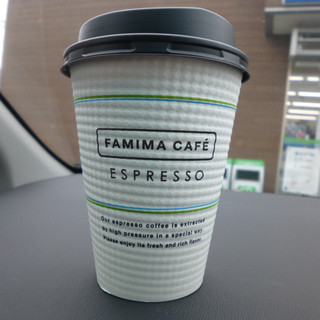 FAMIMA CAFÉ
ESPRESSO
Our espresso coffee is extracted
by high pressure in a special way.
Please enjoy its fresh and rich flavor.